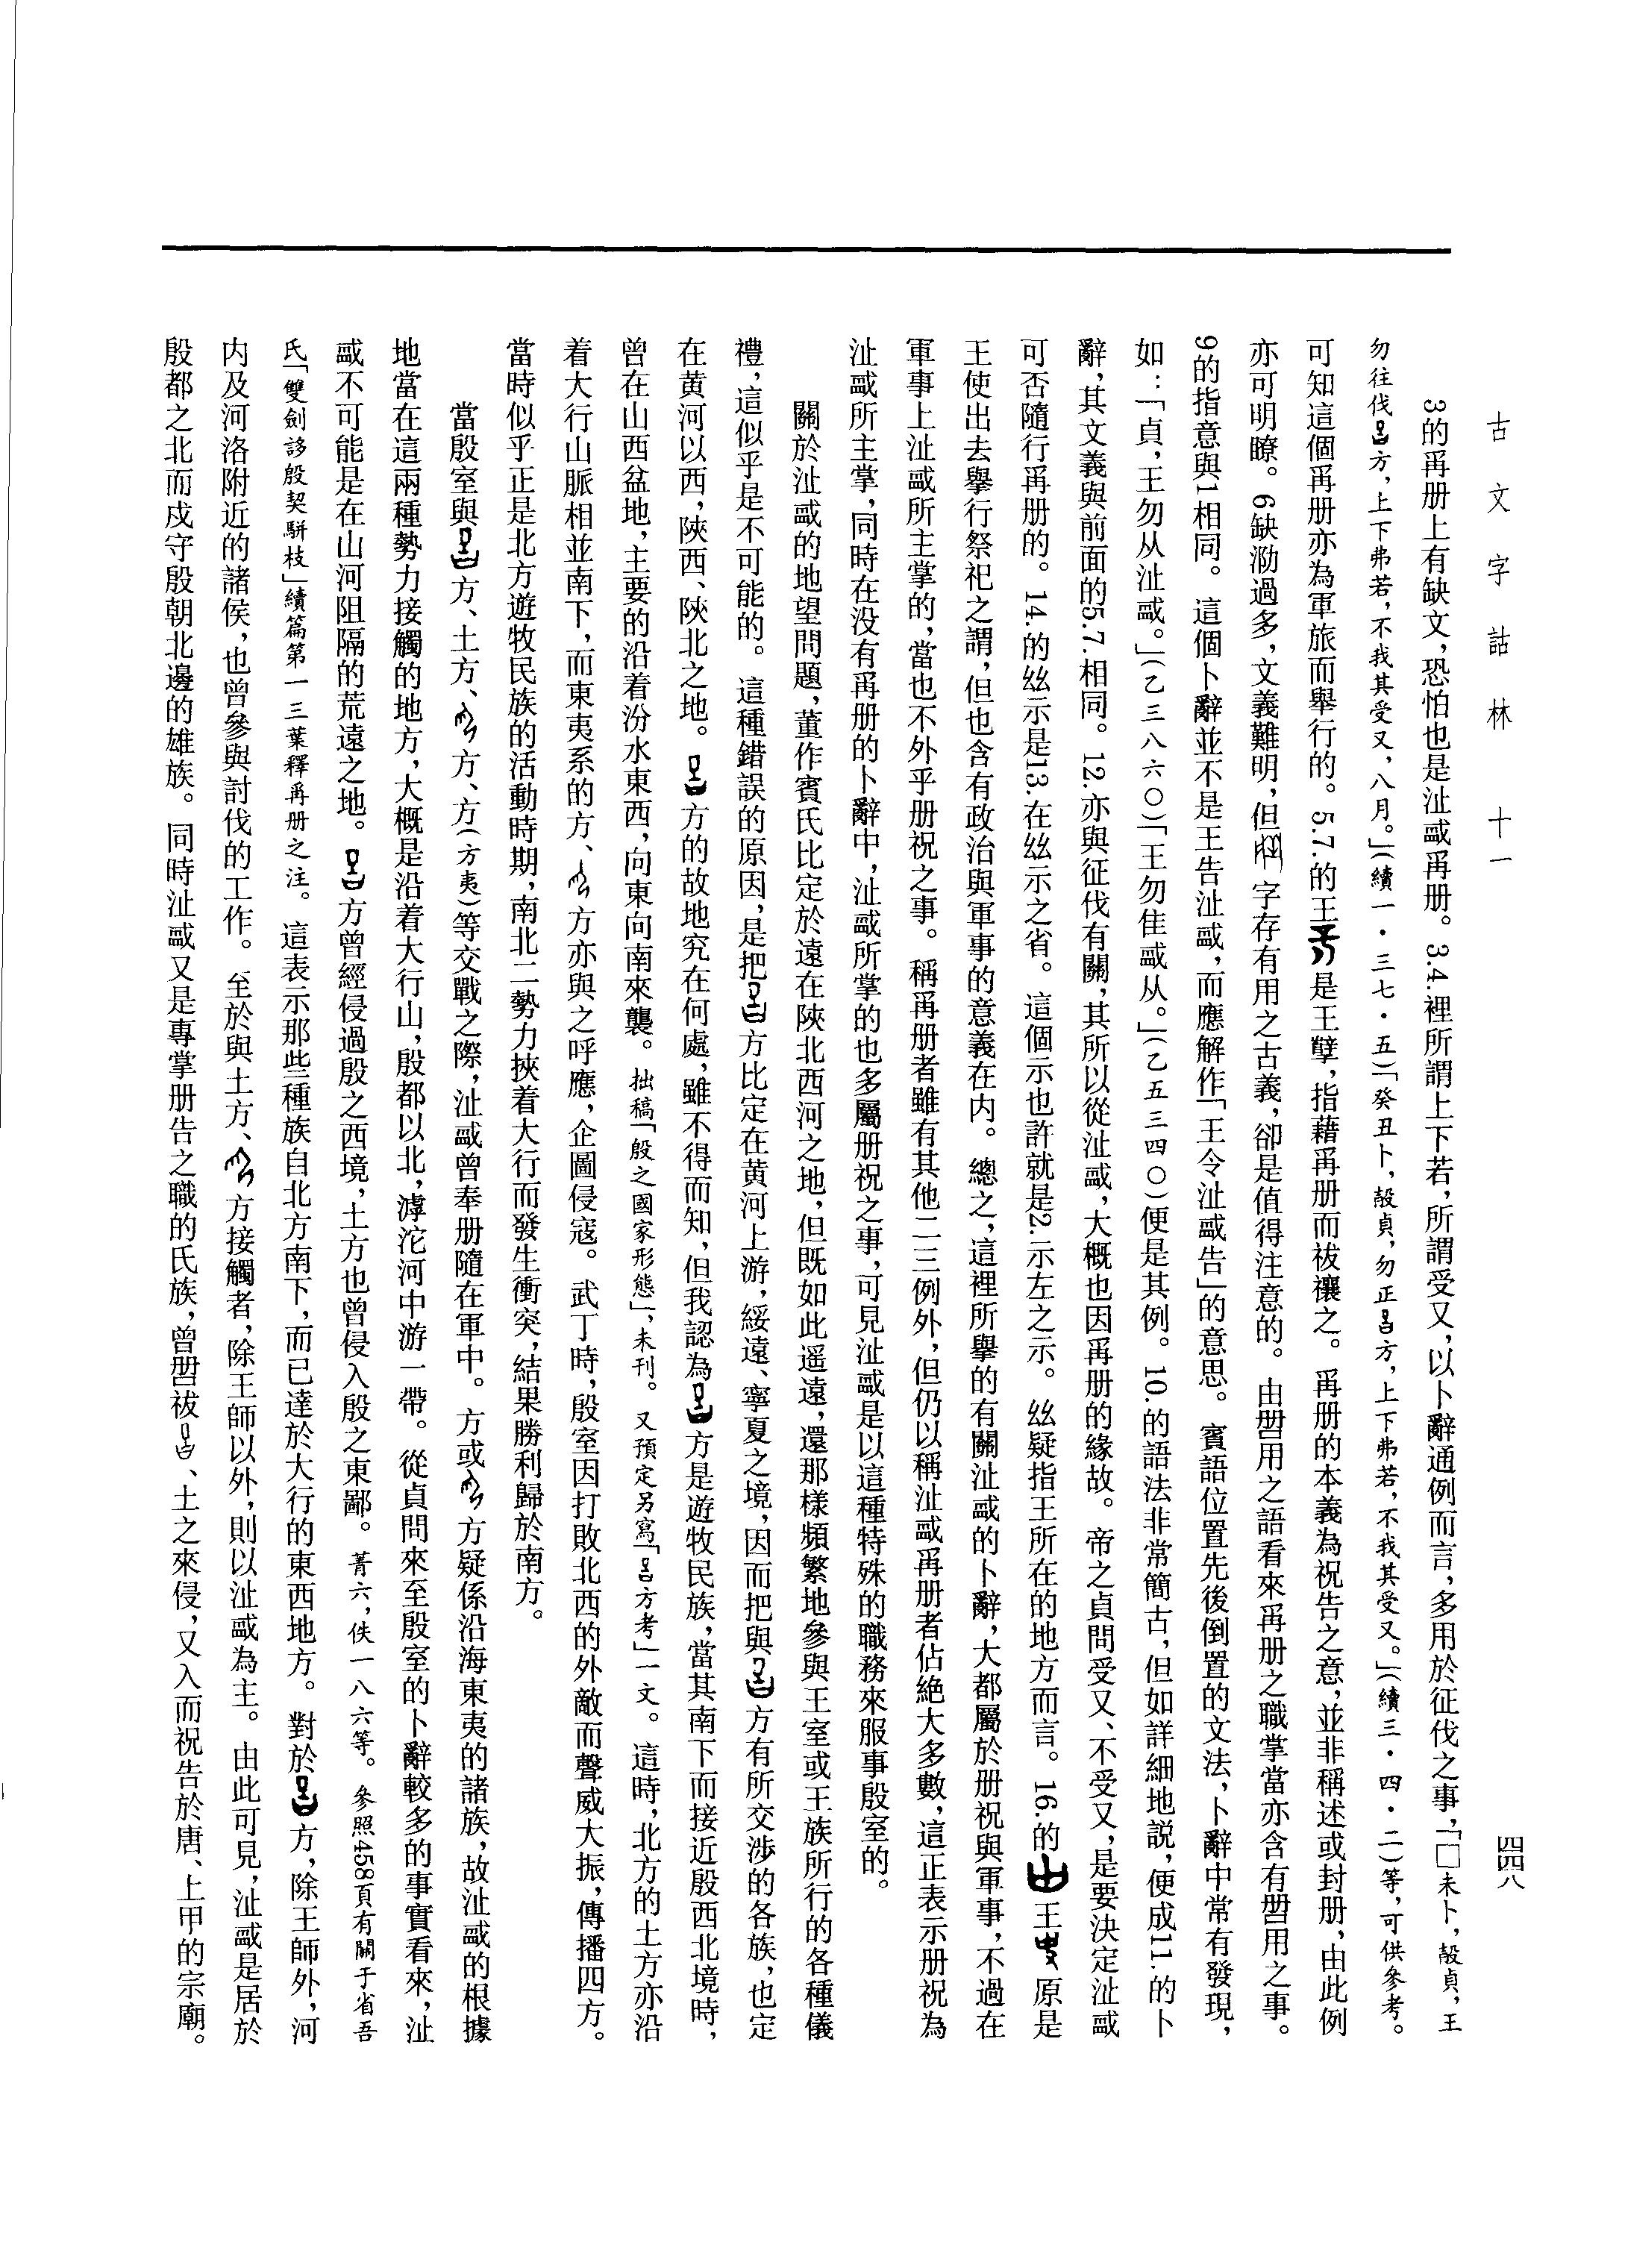 古文字詁林 十一
四四八
3的再册上有缺文，恐怕也是沚㦰再册。3.4.裡所謂上下若，所謂受又，以卜辭通例而言，多用於征伐之事，「□未卜，㱿貞，王
勿往伐方，上下弗若，不我其受又，八月。」（續一・三七・五）「癸丑卜，㱿貞，勿正方，上下弗若，不我其受又。」（續三・四・二）等，可供參考。
可知這個再册亦為軍旅而舉行的。5.7.的王是王孼，指藉再册而祓禳之。再册的本義為祝告之意，並非稱述或封册，由此例
亦可明瞭。6缺泐過多，文義難明，但字存有用之古義，卻是值得注意的。由用之語看來再册之職掌當亦含有用之事。
9的指意與1相同。這個卜辭並不是王告沚㦰，而應解作「王令沚㦰告」的意思。賓語位置先後倒置的文法，卜辭中常有發現，
如：「貞，王勿从沚㦰。」（乙三八六〇）「王勿隹㦰从。」（乙五三四〇）便是其例。10.的語法非常簡古，但如詳細地説，便成11.的卜
辭，其文義與前面的5.7.相同。12.亦與征伐有關，其所以從沚㦰，大概也因再册的緣故。帝之貞問受又、不受又，是要決定沚㦰
可否隨行再册的。14.的𢆶示是13.在𢆶示之省。這個示也許就是2.示左之示。𢆶疑指王所在的地方而言。16.的王原是
王使出去舉行祭祀之謂，但也含有政治與軍事的意義在内。總之，這裡所舉的有關沚㦰的卜辭，大都屬於册祝與軍事，不過在
軍事上沚㦰所主掌的，當也不外乎册祝之事。稱再册者雖有其他二三例外，但仍以稱沚㦰再册者佔絶大多數，這正表示册祝為
沚㦰所主掌，同時在没有再册的卜辭中，沚㦰所掌的也多屬册祝之事，可見沚㦰是以這種特殊的職務來服事殷室的。
關於沚㦰的地望問題，董作賓氏比定於遠在陝北西河之地，但既如此遥遠，還那樣頻繁地參與王室或王族所行的各種儀
禮，這似乎是不可能的。這種錯誤的原因，是把方比定在黄河上游，綏遠、寧夏之境，因而把與方有所交渉的各族，也定
在黄河以西，陝西、陝北之地。方的故地究在何處，雖不得而知，但我認為方是遊牧民族，當其南下而接近殷西北境時，
曾在山西盆地，主要的沿着汾水東西，向東向南來襲。拙稿「殷之國家形態」，未刊。又預定另寫「方考」一文。這時，北方的土方亦沿
着大行山脈相並南下，而東夷系的方、方亦與之呼應，企圖侵寇。武丁時，殷室因打敗北西的外敵而聲威大振，傳播四方。
當時似乎正是北方遊牧民族的活動時期，南北二勢力挾着大行而發生衝突，結果勝利歸於南方。
當殷室與方、土方、方、方（方夷）等交戰之際，沚㦰曾奉册隨在軍中。方或方疑係沿海東夷的諸族，故沚㦰的根據
地當在這兩種勢力接觸的地方，大概是沿着大行山，殷都以北，滹沱河中游一帶。從貞問來至殷室的卜辭較多的事實看來，沚
㦰不可能是在山河阻隔的荒遠之地。方曾經侵過殷之西境，土方也曾侵入殷之東鄙。菁六，佚一八六等。參照458頁有關于省吾
氏「雙劍誃殷契駢枝」續篇第一三葉釋再册之注。這表示那些種族自北方南下，而已達於大行的東西地方。對於方，除王師外，河
内及河洛附近的諸侯，也曾參與討伐的工作。至於與土方、方接觸者，除王師以外，則以沚㦰為主。由此可見，沚㦰是居於
殷都之北而戍守殷朝北邊的雄族。同時沚㦰又是專掌册告之職的氏族，曾祓、土之來侵，又入而祝告於唐、上甲的宗廟。